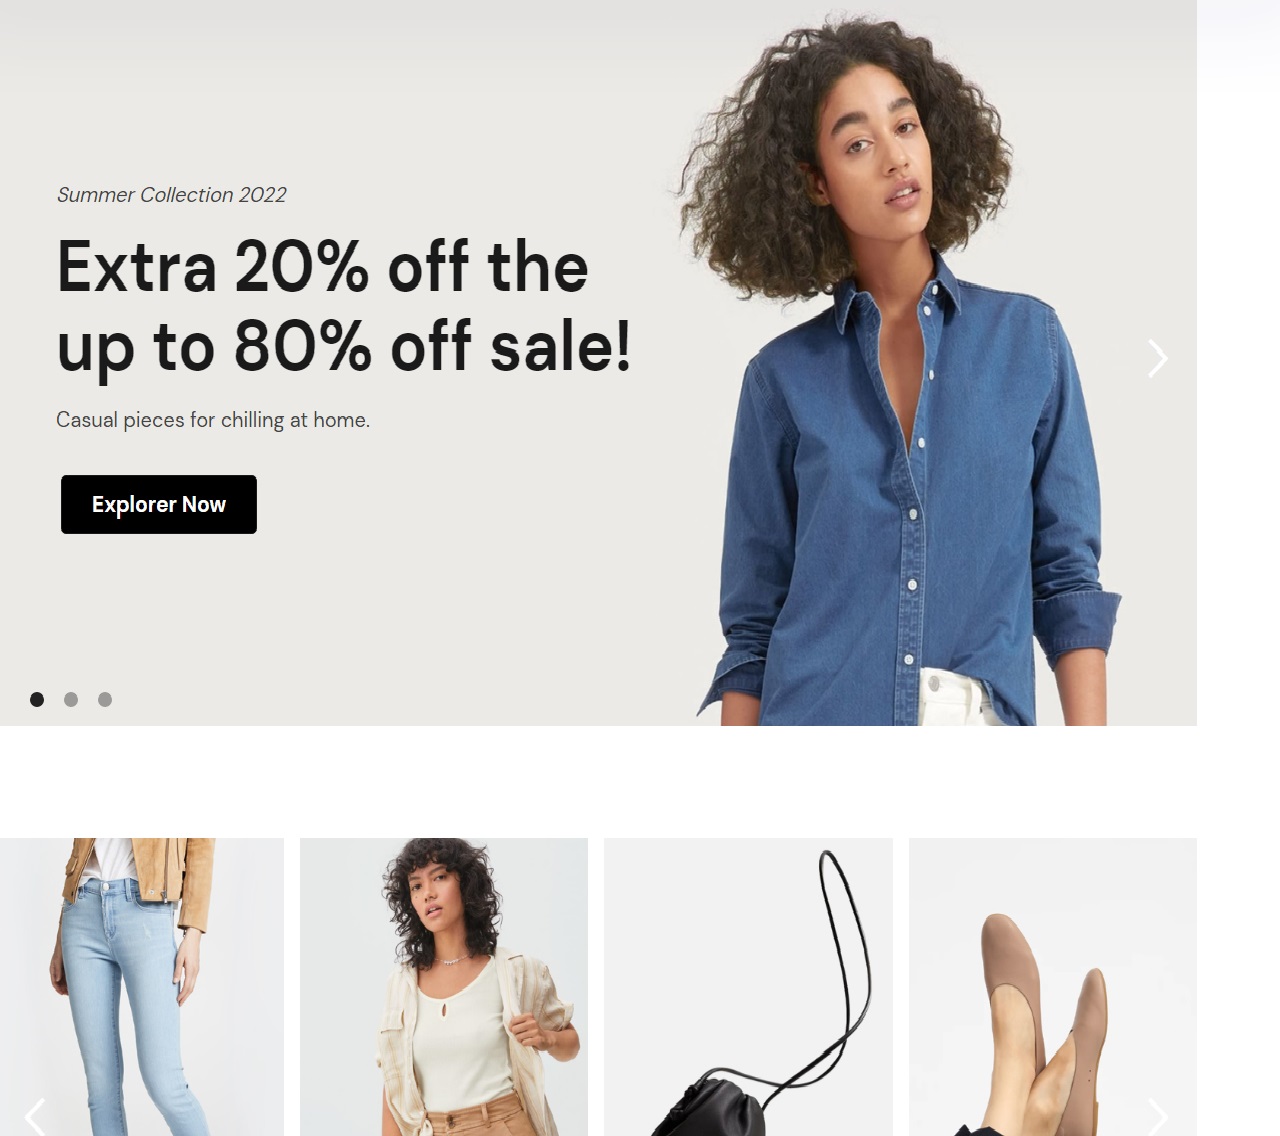 Summer Collection 2022
Extra 20% off the
up to 80% off sale!
Casual pieces for chilling at home.
Explorer Now